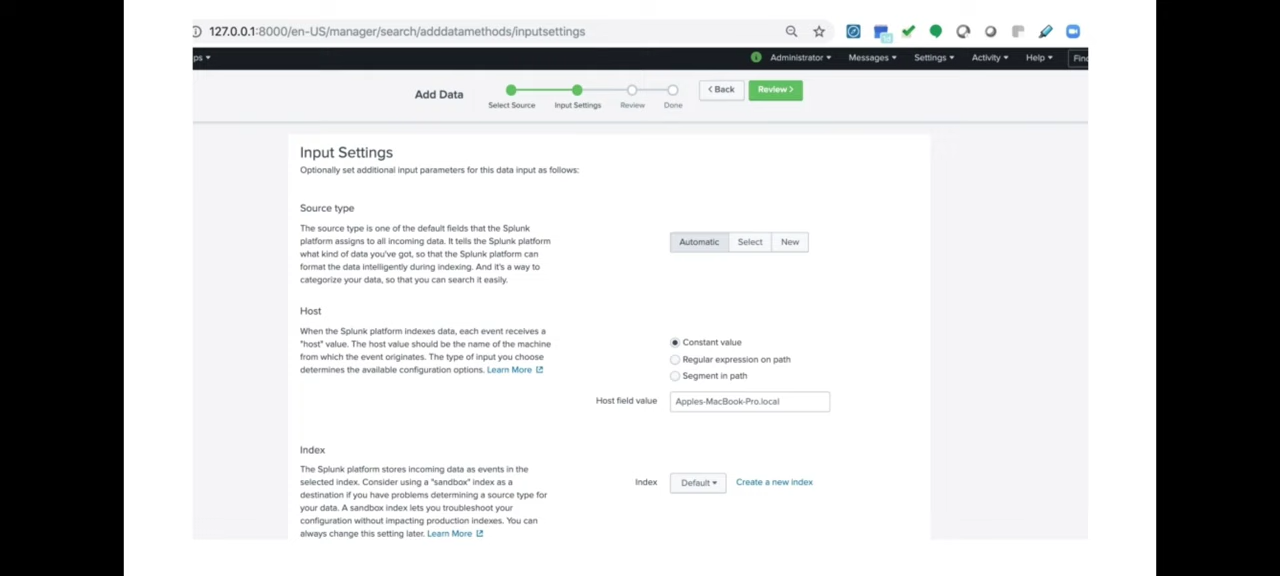 127.0.0.1:8000/en-US/manager/search/adddatamethods/inputsettings
ps
Administrator Messages Settings Activity Help Find
Add Data
Select Source Input Settings Review Done
< Back Review >
Input Settings
Optionally set additional input parameters for this data input as follows:
Source type
The source type is one of the default fields that the Splunk
platform assigns to all incoming data. It tells the Splunk platform
what kind of data you've got, so that the Splunk platform can
format the data intelligently during indexing. And it's a way to
categorize your data, so that you can search it easily.
Automatic Select New
Host
When the Splunk platform indexes data, each event receives a
"host" value. The host value should be the name of the machine
from which the event originates. The type of input you choose
determines the available configuration options. Learn More
Constant value
Regular expression on path
Segment in path
Host field value Apples-MacBook-Pro.local
Index
The Splunk platform stores incoming data as events in the
selected index. Consider using a "sandbox" index as a
destination if you have problems determining a source type for
your data. A sandbox index lets you troubleshoot your
configuration without impacting production indexes. You can
always change this setting later. Learn More
Index Default Create a new index